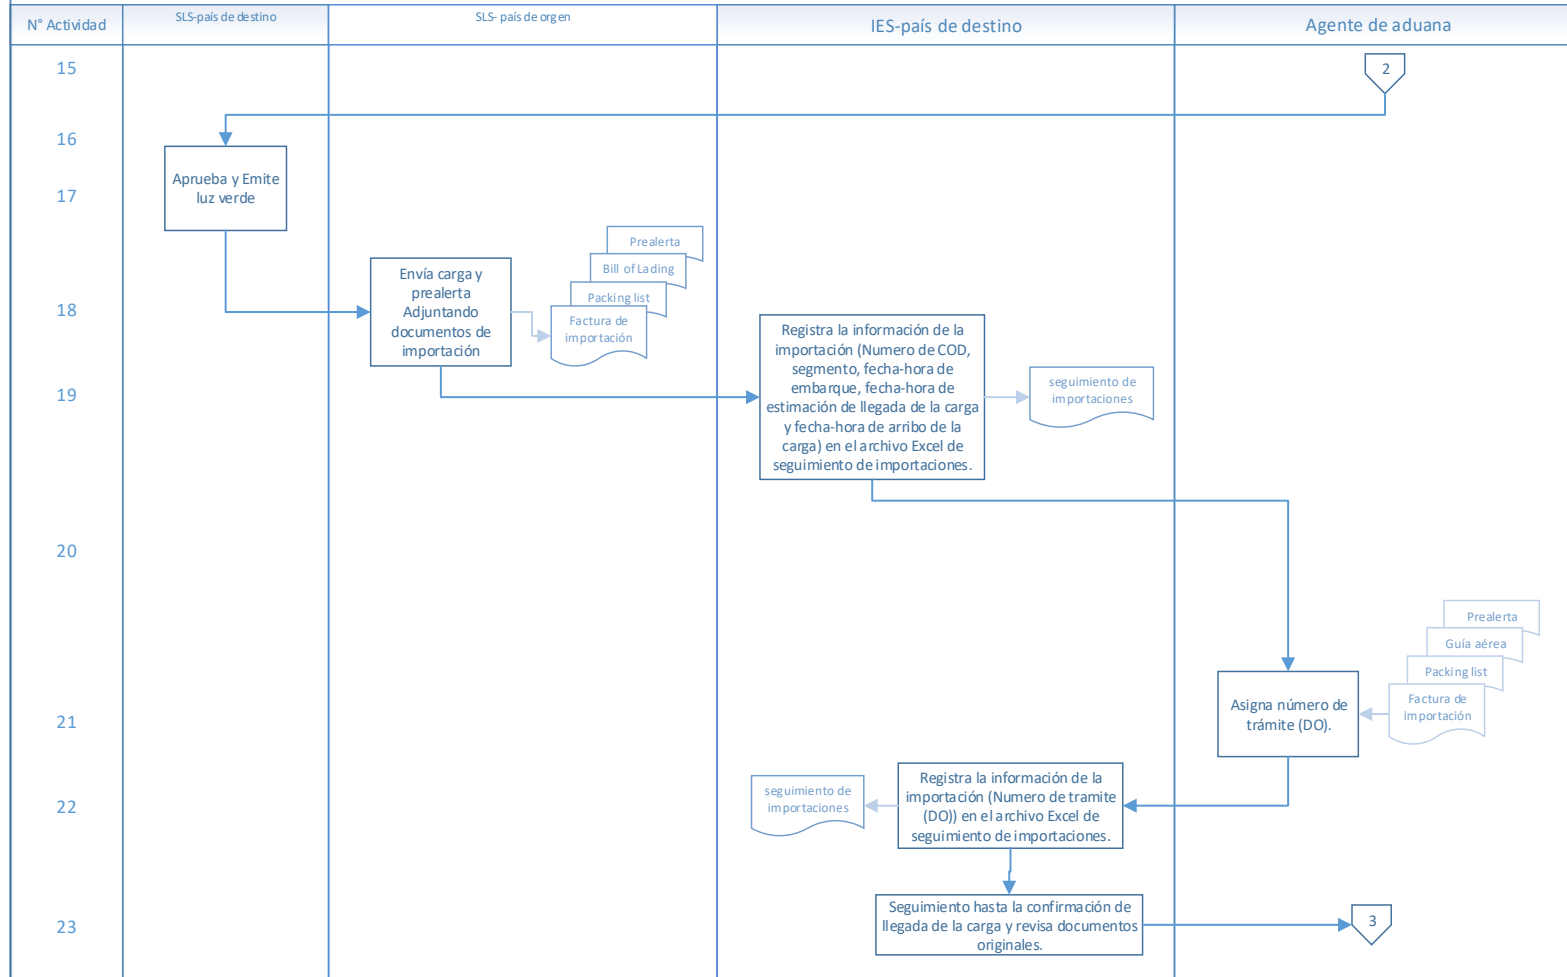 N° Actividad
SLS-país de destino
SLS- país de orgen
IES-país de destino
Agente de aduana
15
2
16
Aprueba y Emite
luz verde
17
Prealerta
Bill of Lading
Packing list
Factura de
importación
Envía carga y
prealerta
Adjuntando
documentos de
importación
18
Registra la información de la
importación (Numero de COD,
segmento, fecha-hora de
embarque, fecha-hora de
estimación de llegada de la carga
y fecha-hora de arribo de la
carga) en el archivo Excel de
seguimiento de importaciones.
seguimiento de
importaciones
19
20
Prealerta
Guía aérea
Packing list
Factura de
importación
Asigna número de
trámite (DO).
21
seguimiento de
importaciones
Registra la información de la
importación (Numero de tramite
(DO)) en el archivo Excel de
seguimiento de importaciones.
22
Seguimiento hasta la confirmación de
llegada de la carga y revisa documentos
originales.
3
23